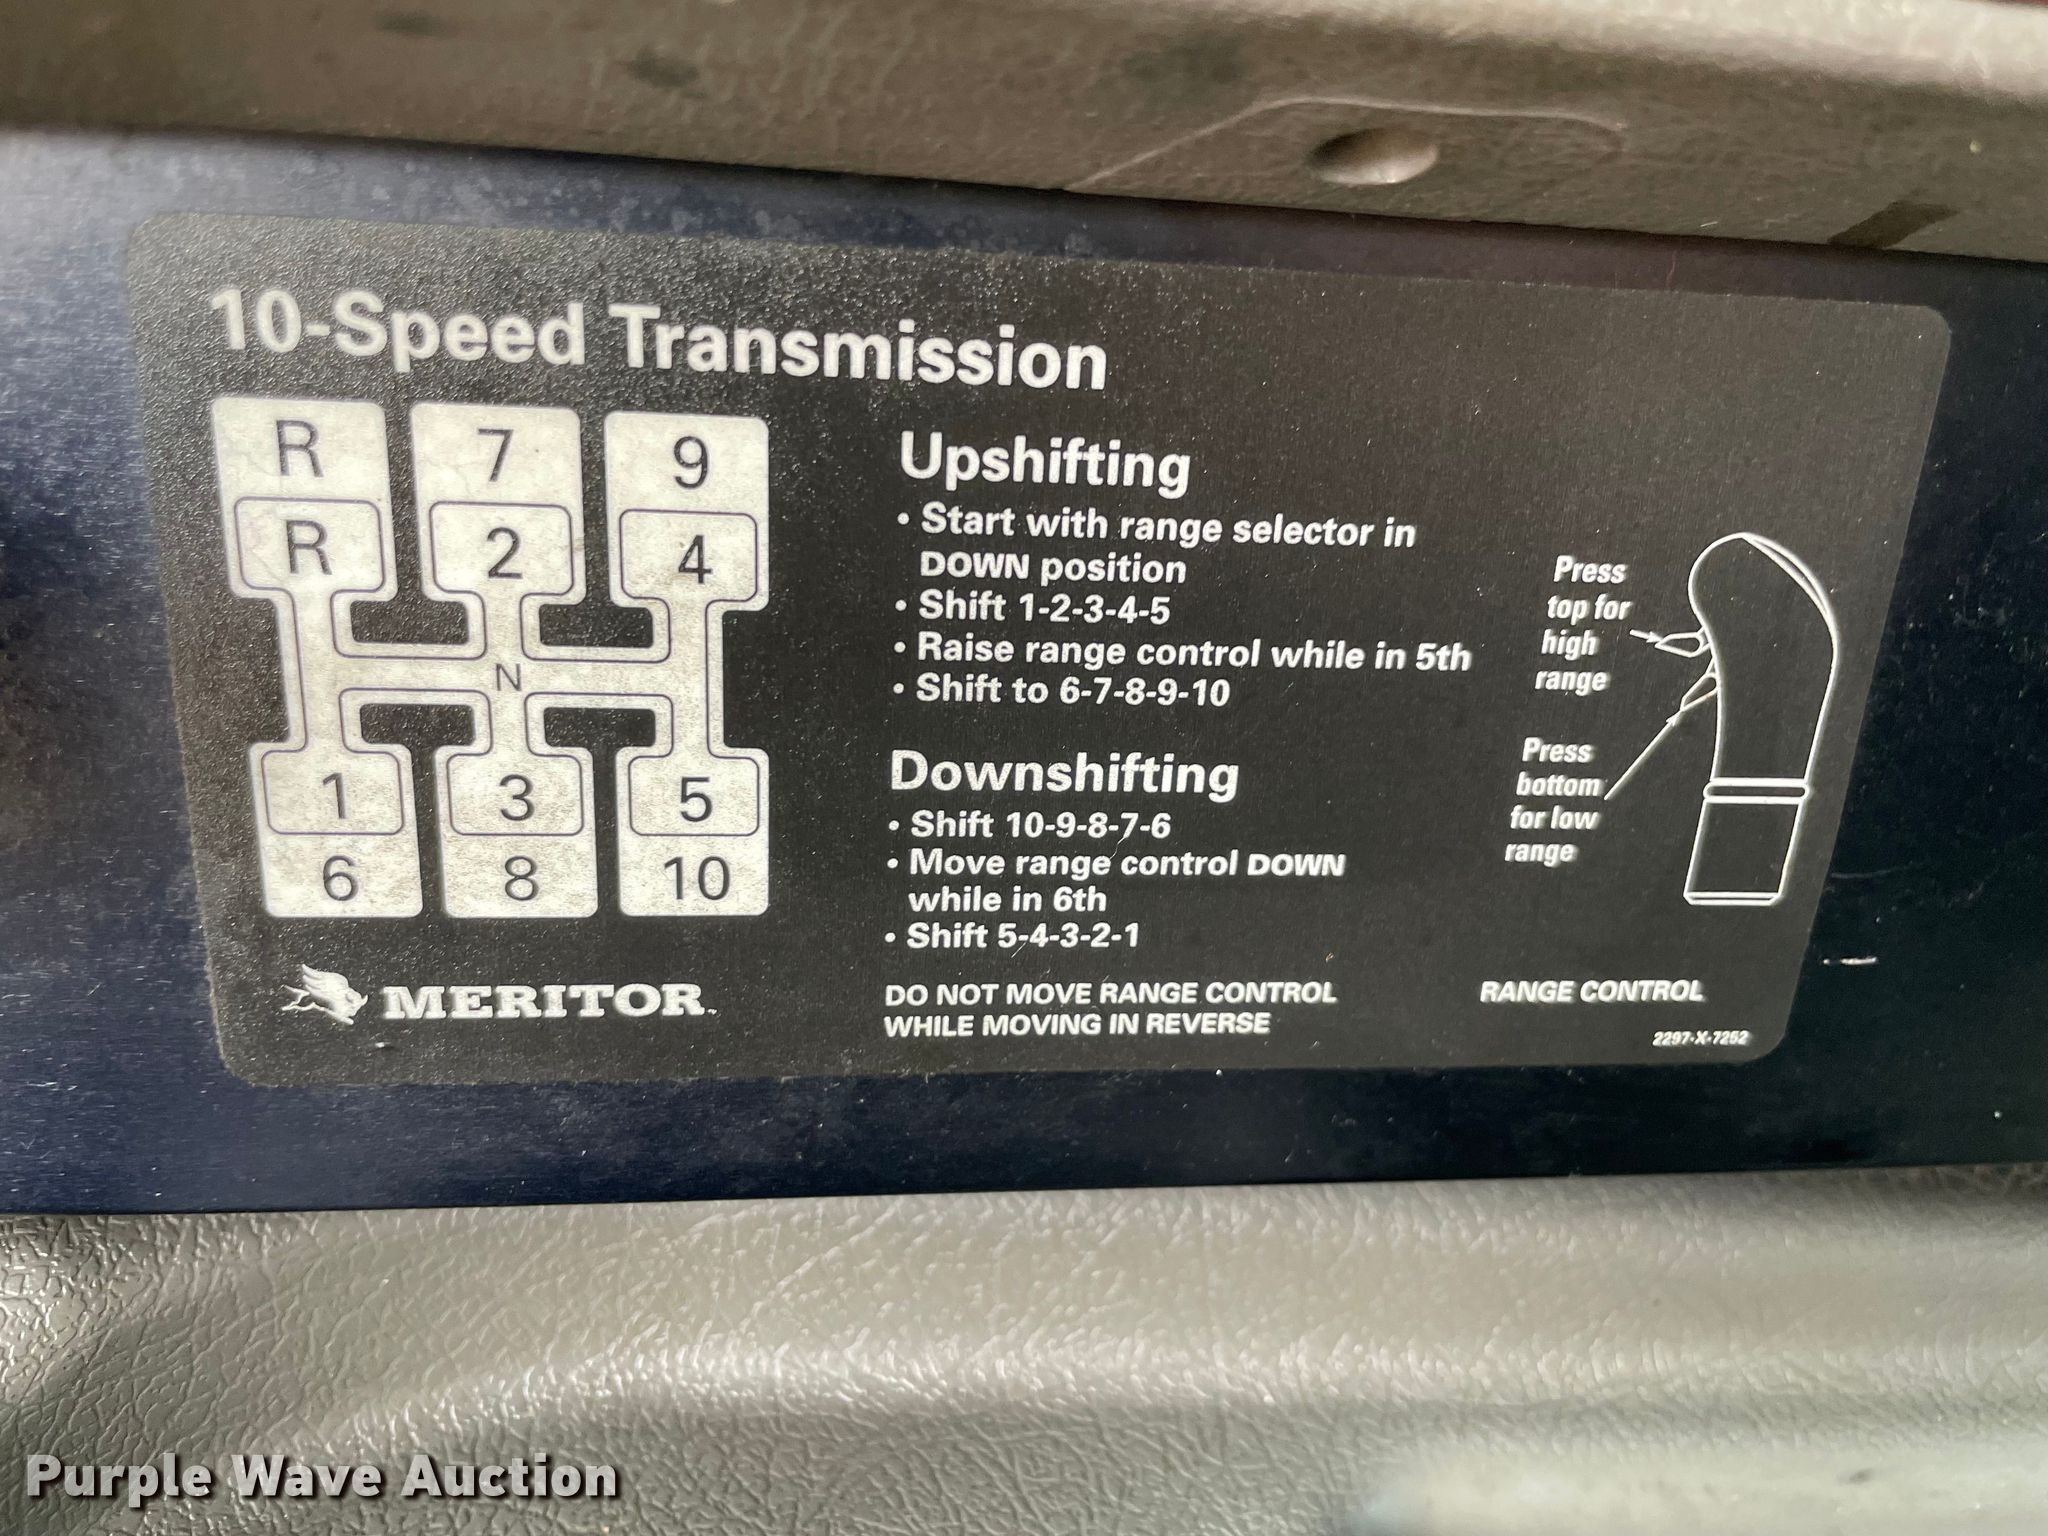 10-Speed Transmission
R 7 9
R 2 4
N
1 3 5
6 8 10
MERITOR
Upshifting
• Start with range selector in
DOWN position
• Shift 1-2-3-4-5
• Raise range control while in 5th
• Shift to 6-7-8-9-10
Downshifting
• Shift 10-9-8-7-6
• Move range control DOWN
while in 6th
• Shift 5-4-3-2-1
DO NOT MOVE RANGE CONTROL
WHILE MOVING IN REVERSE
Press
top for
high
range
Press
bottom
for low
range
RANGE CONTROL
2297-X-7252
Purple Wave Auction